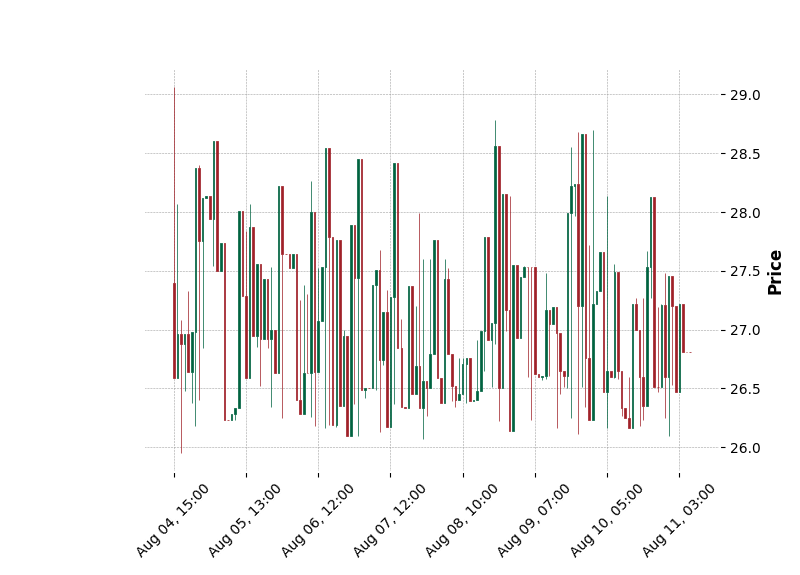 29.0
28.5
28.0
27.5
27.0
26.5
26.0
Price
Aug 04, 15:00
Aug 05, 13:00
Aug 06, 12:00
Aug 07, 12:00
Aug 08, 10:00
Aug 09, 07:00
Aug 10, 05:00
Aug 11, 03:00